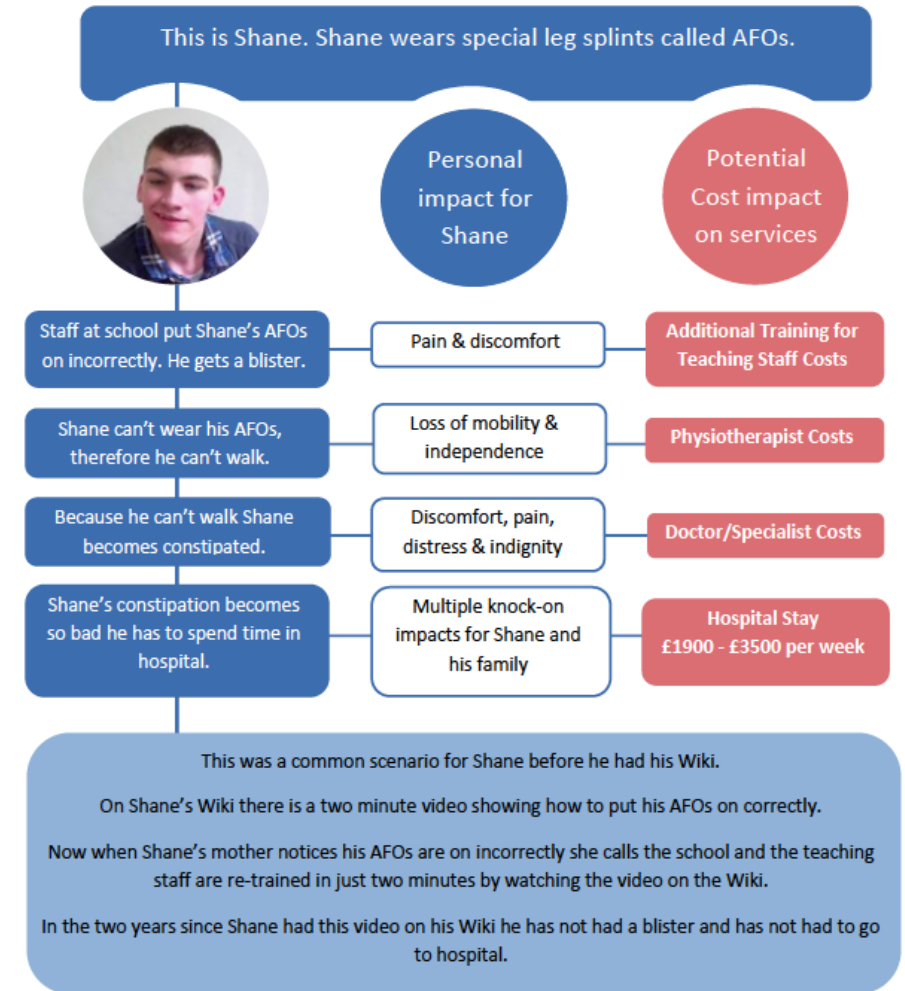 This is Shane. Shane wears special leg splints called AFOs.
Personal
impact for
Shane
Potential
Cost impact
on services
Staff at school put Shane's AFOs
on incorrectly. He gets a blister.
Pain & discomfort
Additional Training for
Teaching Staff Costs
Shane can't wear his AFOs,
therefore he can't walk.
Loss of mobility &
independence
Physiotherapist Costs
Because he can't walk Shane
becomes constipated.
Discomfort, pain,
distress & indignity
Doctor/Specialist Costs
Shane's constipation becomes
so bad he has to spend time in
hospital.
Multiple knock-on
impacts for Shane and
his family
Hospital Stay
£1900 - £3500 per week
This was a common scenario for Shane before he had his Wiki.
On Shane's Wiki there is a two minute video showing how to put his AFOs on correctly.
Now when Shane's mother notices his AFOs are on incorrectly she calls the school and the teaching
staff are re-trained in just two minutes by watching the video on the Wiki.
In the two years since Shane had this video on his Wiki he has not had a blister and has not had to go
to hospital.